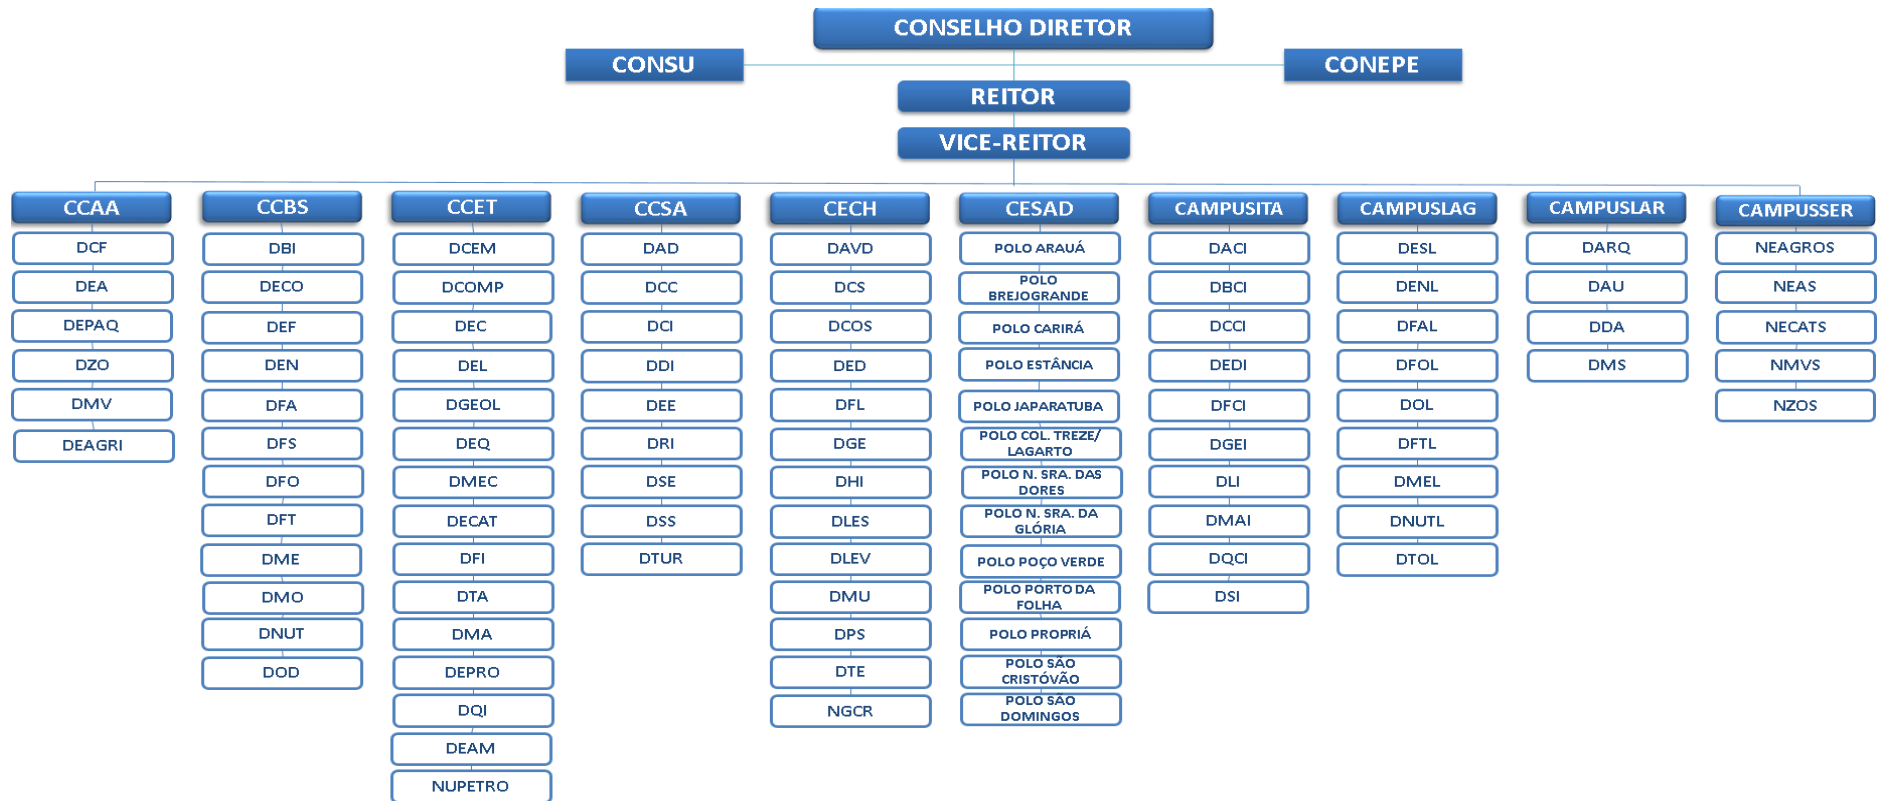 CONSELHO DIRETOR
CONSU
CONEPE
REITOR
VICE-REITOR
CCAA
DCF
DEA
DEPAQ
DZO
DMV
DEAGRI
CCBS
DBI
DECO
DEF
DEN
DFA
DFS
DFO
DFT
DME
DMO
DNUT
DOD
CCET
DCEM
DCOMP
DEC
DEL
DGEOL
DEQ
DMEC
DECAT
DFI
DTA
DMA
DEPRO
DQI
DEAM
NUPETRO
CCSA
DAD
DCC
DCI
DDI
DEE
DRI
DSE
DSS
DTUR
CECH
DAVD
DCS
DCOS
DED
DFL
DGE
DHI
DLES
DLEV
DMU
DPS
DTE
NGCR
CESAD
POLO ARAUÁ
POLO
BREJOGRANDE
POLO CARIRÁ
POLO ESTÂNCIA
POLO JAPARATUBA
POLO COL. TREZE/
LAGARTO
POLO N. SRA. DAS
DORES
POLO N. SRA. DA
GLÓRIA
POLO POÇO VERDE
POLO PORTO DA
FOLHA
POLO PROPRIÁ
POLO SÃO
CRISTÓVÃO
POLO SÃO
DOMINGOS
CAMPUSITA
DACI
DBCI
DCCI
DEDI
DFCI
DGEI
DLI
DMAI
DQCI
DSI
CAMPUSLAG
DESL
DENL
DFAL
DFOL
DOL
DFTL
DMEL
DNUTL
DTOL
CAMPUSLAR
DARQ
DAU
DDA
DMS
CAMPUSSER
NEAGROS
NEAS
NECATS
NMVS
NZOS